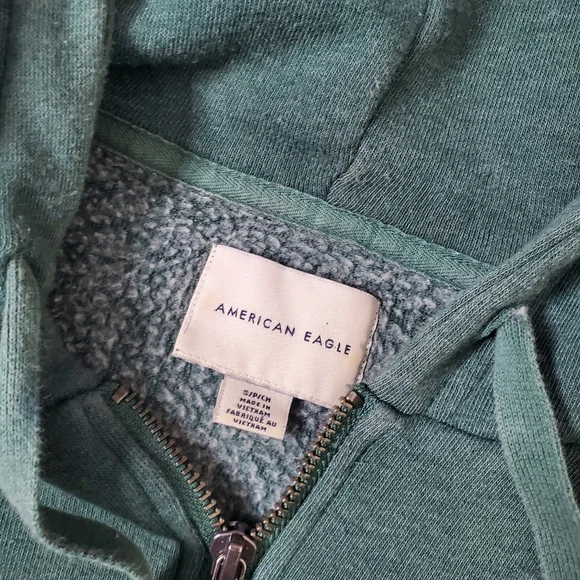 AMERICAN EAGLE
S/P/CH
MADE IN
VIETNAM
FABRIQUÉ AU
VIETNAM